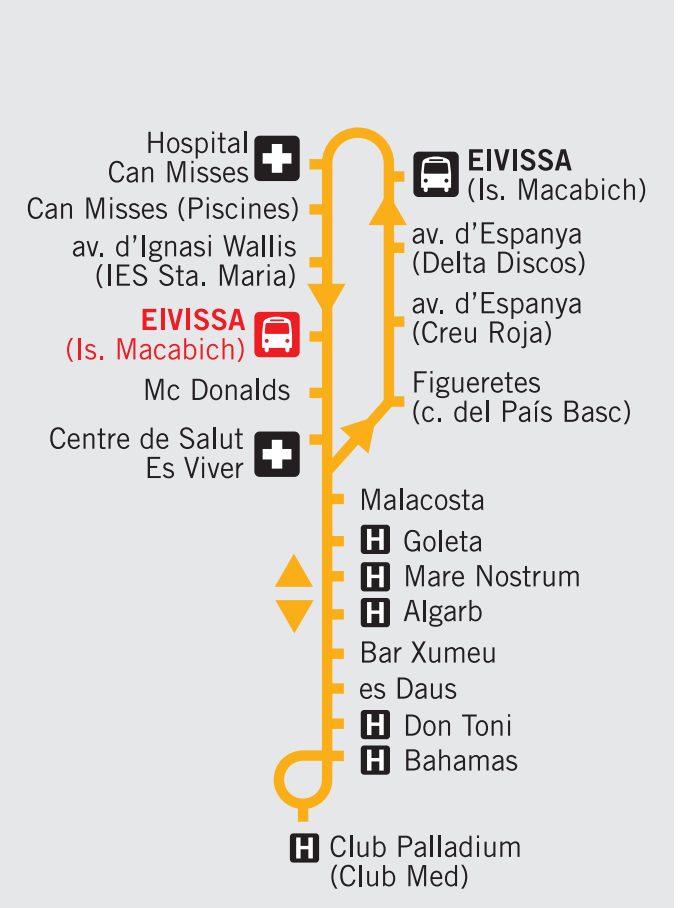 Hospital
Can Misses
Can Misses (Piscines)
av. d'Ignasi Wallis
(IES Sta. Maria)
EIVISSA
(Is. Macabich)
Mc Donalds
Centre de Salut
Es Viver
EIVISSA
(Is. Macabich)
av. d'Espanya
(Delta Discos)
av. d'Espanya
(Creu Roja)
Figueretes
(c. del País Basc)
Malacosta
H Goleta
H Mare Nostrum
H Algarb
Bar Xumeu
es Daus
H Don Toni
H Bahamas
H Club Palladium
(Club Med)